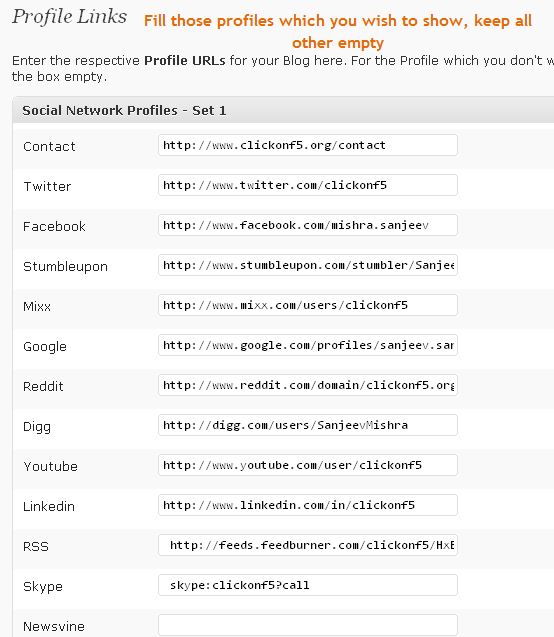 Profile Links
Fill those profiles which you wish to show, keep all
other empty
Enter the respective Profile URLs for your Blog here. For the Profile which you don't w
the box empty.
Social Network Profiles - Set 1
Contact http://www.clickonf5.org/contact
Twitter http://www.twitter.com/clickonf5
Facebook http://www.facebook.com/mishra.sanjeev
Stumbleupon http://www.stumbleupon.com/stumbler/Sanjee
Mixx http://www.mixx.com/users/clickonf5
Google http://www.google.com/profiles/sanjeev.san
Reddit http://www.reddit.com/domain/clickonf5.org
Digg http://digg.com/users/SanjeevMishra
Youtube http://www.youtube.com/user/clickonf5
Linkedin http://www.linkedin.com/in/clickonf5
RSS http://feeds.feedburner.com/clickonf5/HxE
Skype skype:clickonf5?call
Newsvine